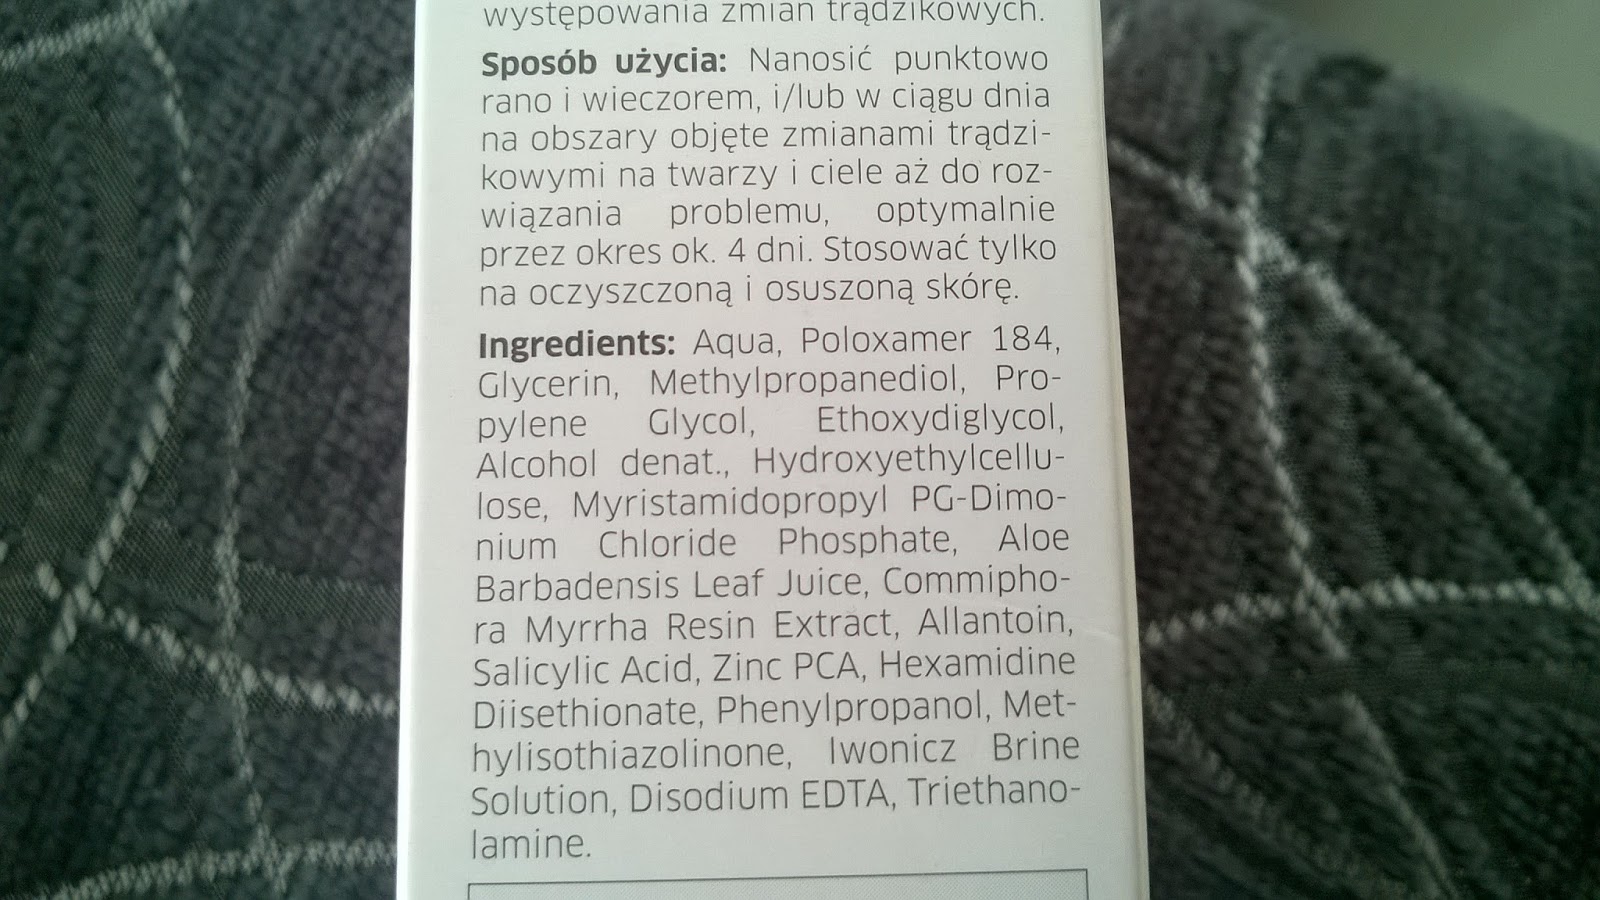 występowania zmian trądzikowych.
Sposób użycia: Nanosić punktowo
rano i wieczorem, i/lub w ciągu dnia
na obszary objęte zmianami trądzi-
kowymi na twarzy i ciele aż do roz-
wiązania problemu, optymalnie
przez okres ok. 4 dni. Stosować tylko
na oczyszczoną i osuszoną skórę.
Ingredients: Aqua, Poloxamer 184,
Glycerin, Methylpropanediol, Pro-
pylene Glycol, Ethoxydiglycol,
Alcohol denat., Hydroxyethylcellu-
lose, Myristamidopropyl PG-Dimo-
nium Chloride Phosphate, Aloe
Barbadensis Leaf Juice, Commipho-
ra Myrrha Resin Extract, Allantoin,
Salicylic Acid, Zinc PCA, Hexamidine
Diisethionate, Phenylpropanol, Met-
hylisothiazolinone, Iwonicz Brine
Solution, Disodium EDTA, Triethano-
lamine.